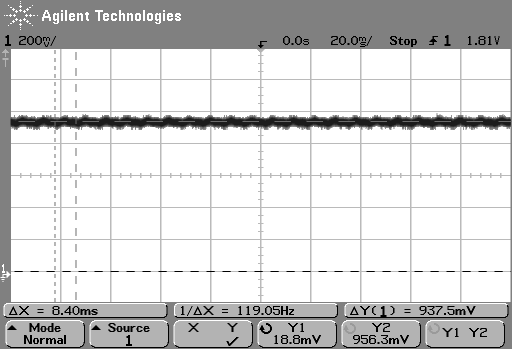 Agilent Technologies
1 200mV/ 0.0s 20.0ms/ Stop 1 1.81V
1
ΔX = 8.40ms 1/ΔX = 119.05Hz ΔY(1) = 937.5mV
Mode Source X Y Y1 Y2 Y1 Y2
Normal 1 ✓ 18.8mV 956.3mV